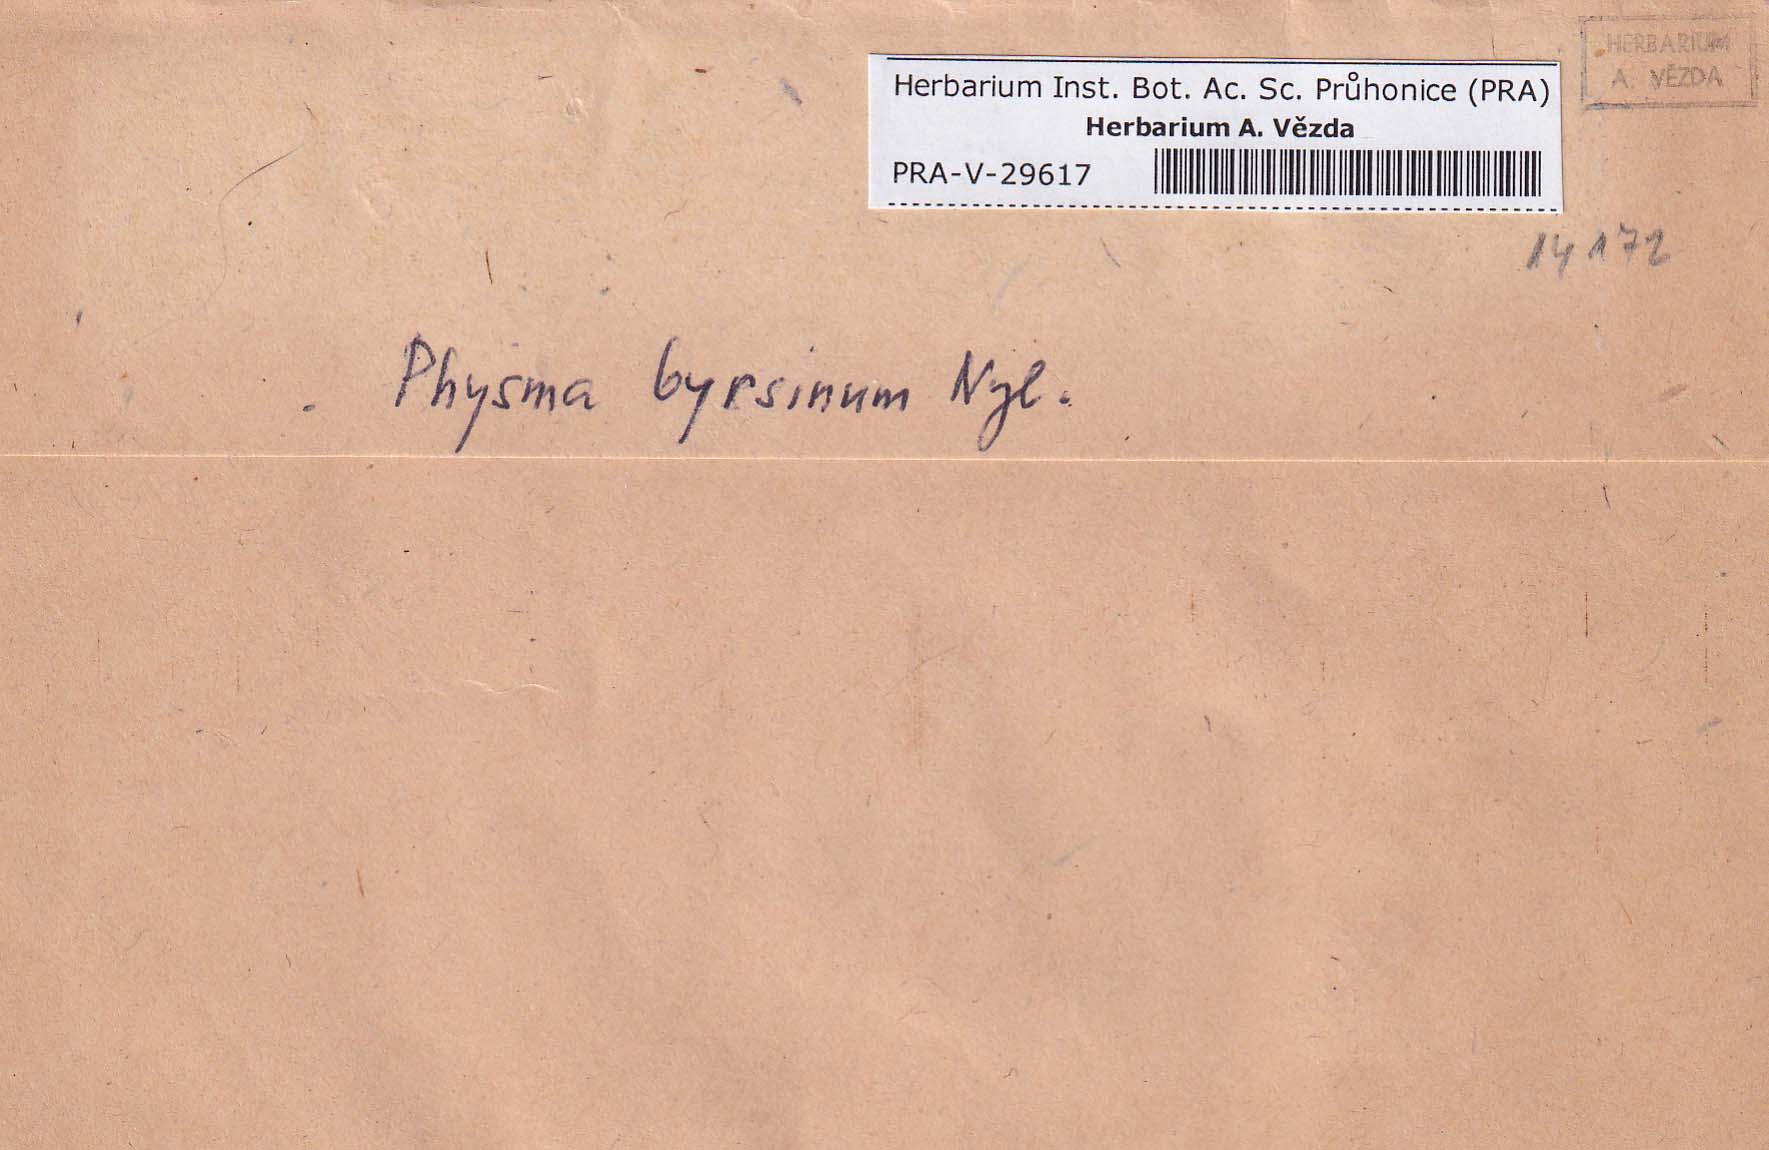 HERBARIUM
A. VĚZDA
Herbarium Inst. Bot. Ac. Sc. Průhonice (PRA)
Herbarium A. Vězda
PRA-V-29617
14172
Physma byrsinum Nyl.